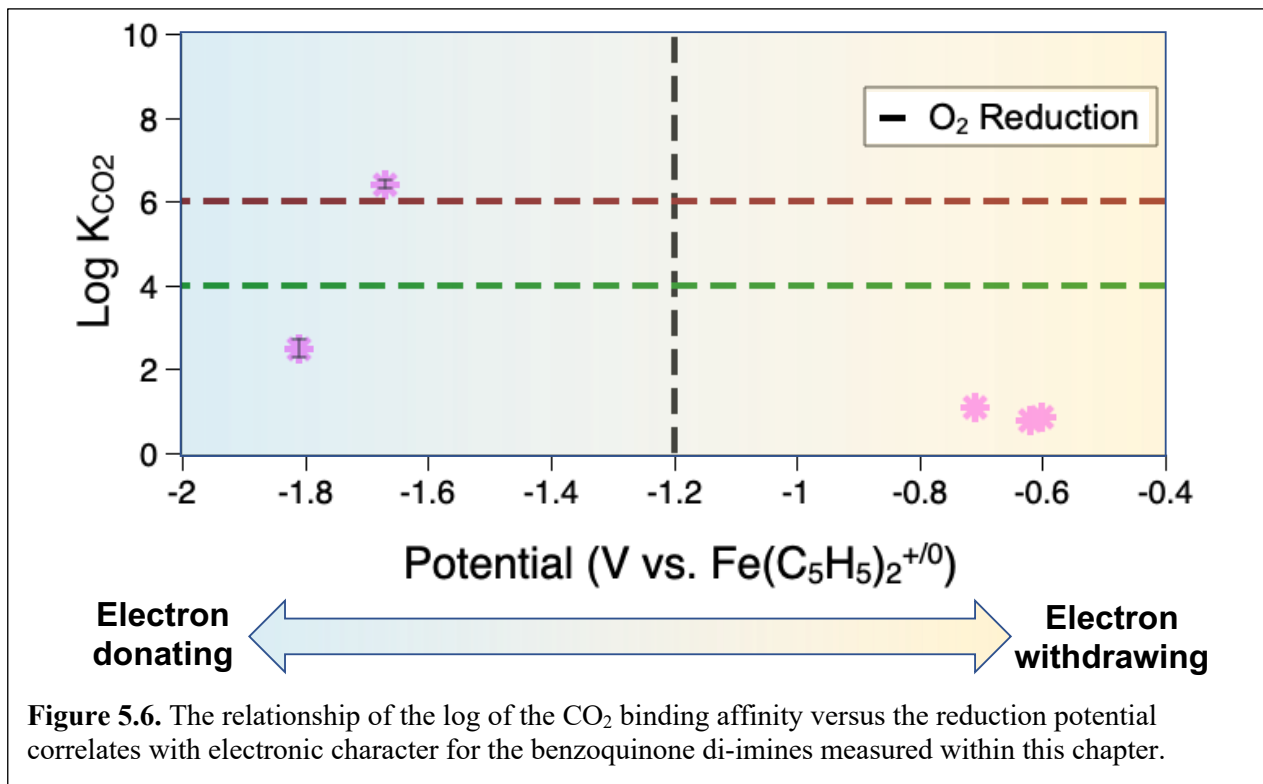 10
8
6
4
2
0
Log K_CO2
O₂ Reduction
-2 -1.8 -1.6 -1.4 -1.2 -1 -0.8 -0.6 -0.4
Potential (V vs. Fe(C₅H₅)₂⁺/⁰)
Electron
donating
Electron
withdrawing
Figure 5.6. The relationship of the log of the CO₂ binding affinity versus the reduction potential
correlates with electronic character for the benzoquinone di-imines measured within this chapter.